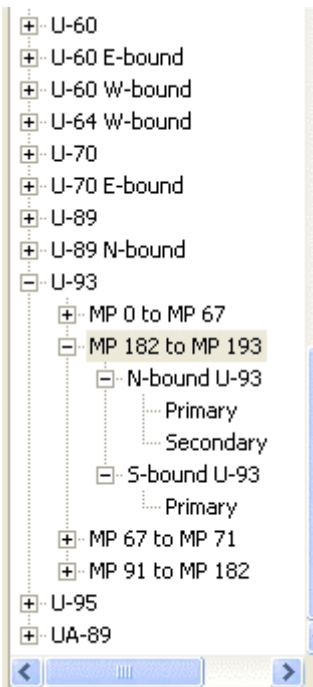 U-60
U-60 E-bound
U-60 W-bound
U-64 W-bound
U-70
U-70 E-bound
U-89
U-89 N-bound
U-93
MP 0 to MP 67
MP 182 to MP 193
N-bound U-93
Primary
Secondary
S-bound U-93
Primary
MP 67 to MP 71
MP 91 to MP 182
U-95
UA-89